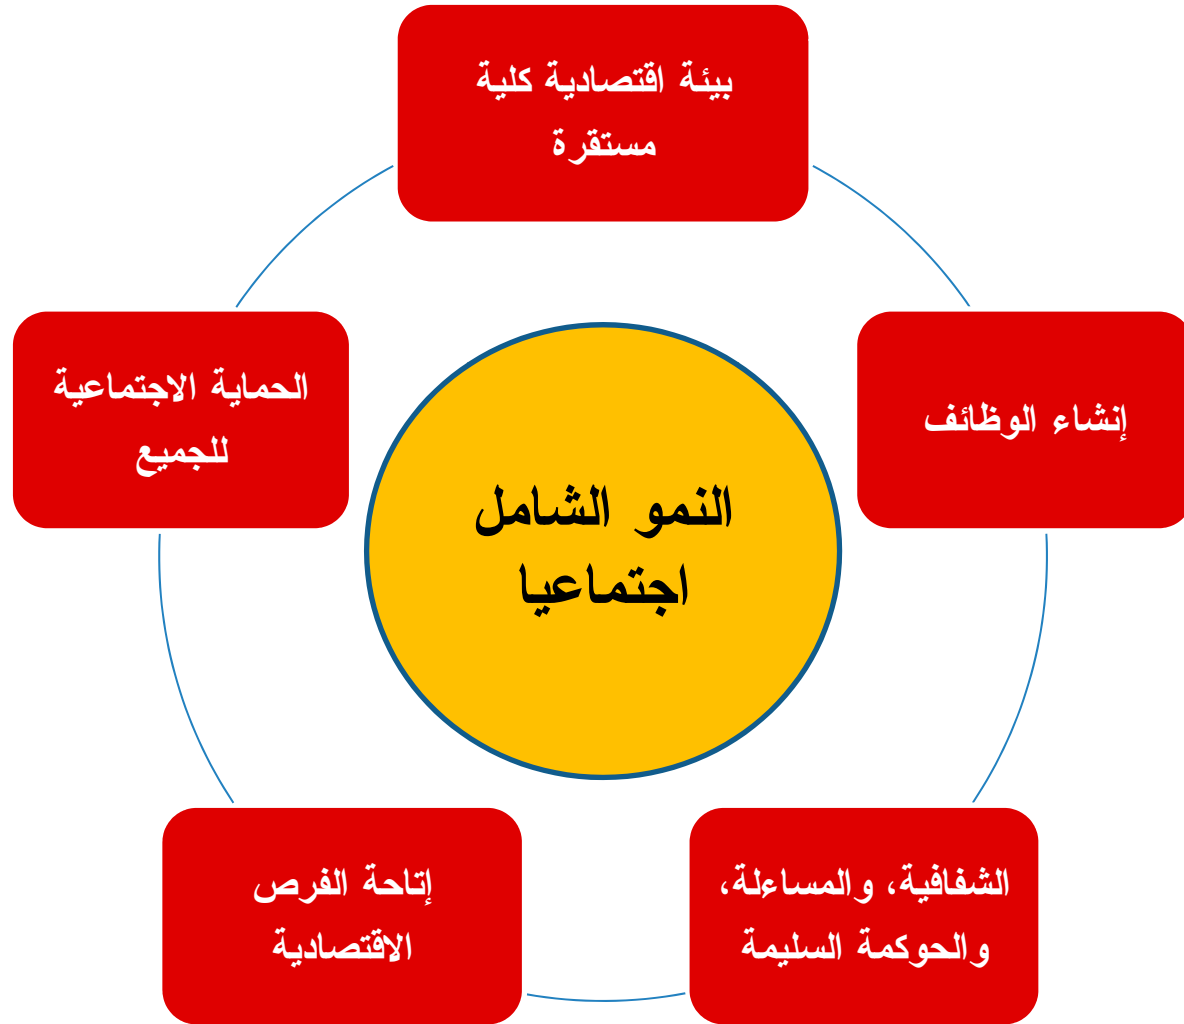 بيئة اقتصادية كلية
مستقرة
إنشاء الوظائف
الشفافية، والمساءلة،
والحوكمة السليمة
إتاحة الفرص
الاقتصادية
الحماية الاجتماعية
للجميع
النمو الشامل
اجتماعيا